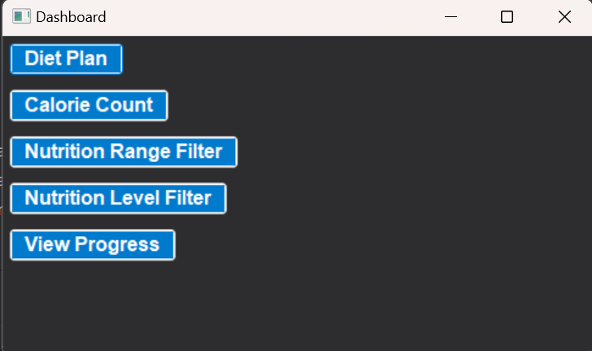 Dashboard
Diet Plan
Calorie Count
Nutrition Range Filter
Nutrition Level Filter
View Progress